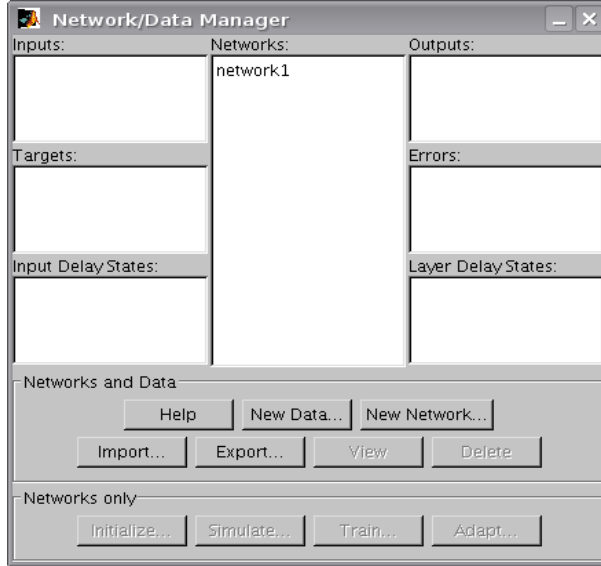 Network/Data Manager
Inputs: Networks: Outputs:
network1
Targets: Errors:
Input Delay States: Layer Delay States:
Networks and Data
Help New Data... New Network...
Import... Export... View Delete
Networks only
Initialize... Simulate... Train... Adapt...